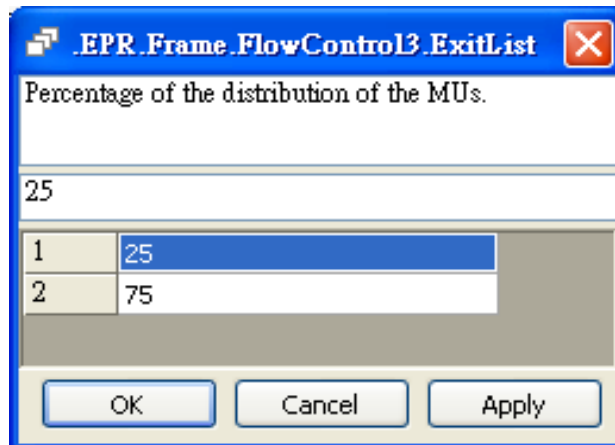 .EPR.Frame.FlowControl3.ExitList
Percentage of the distribution of the MUs.
25
1 25
2 75
OK Cancel Apply